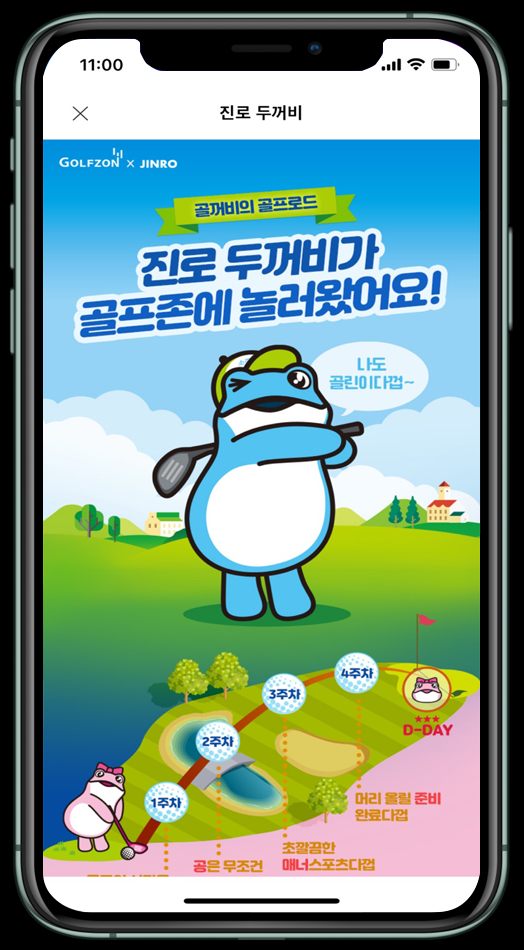 11:00
진로 두꺼비
GOLFZON × JINRO
골꺼비의 골프로드
진로 두꺼비가
골프존에 놀러왔어요!
나도
골린이다껍~
4주차
3주차
D-DAY
2주차
1주차
머리 올릴 준비
완료다껍
초깔끔한
매너스포츠다껍
공은 무조건